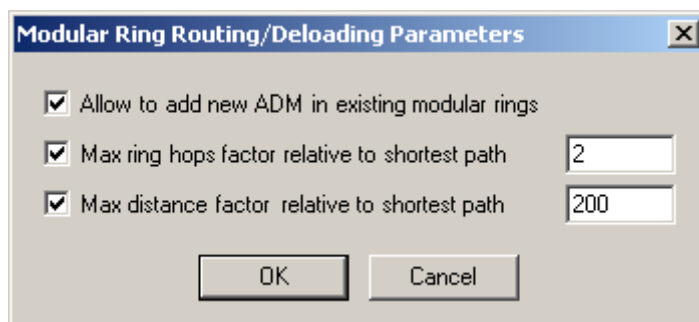 Modular Ring Routing/Deloading Parameters
Allow to add new ADM in existing modular rings
Max ring hops factor relative to shortest path 2
Max distance factor relative to shortest path 200
OK Cancel